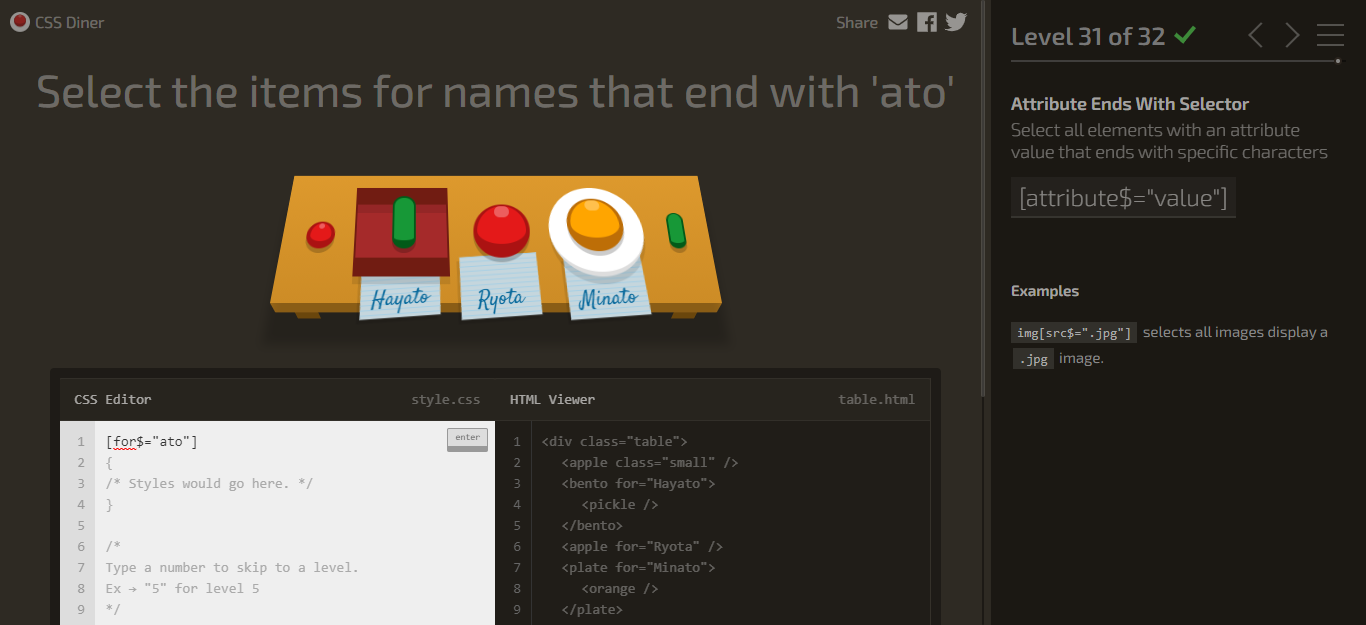 CSS Diner
Share
Select the items for names that end with 'ato'
Hayato
Ryota
Minato
CSS Editor style.css
1 [for$="ato"]
enter
2 {
3 /* Styles would go here. */
4 }
5
6 /*
7 Type a number to skip to a level.
8 Ex → "5" for level 5
9 */
HTML Viewer table.html
1 <div class="table">
2 <apple class="small" />
3 <bento for="Hayato">
4 <pickle />
5 </bento>
6 <apple for="Ryota" />
7 <plate for="Minato">
8 <orange />
9 </plate>
Level 31 of 32
Attribute Ends With Selector
Select all elements with an attribute
value that ends with specific characters
[attribute$="value"]
Examples
img[src$=".jpg"] selects all images display a
.jpg image.